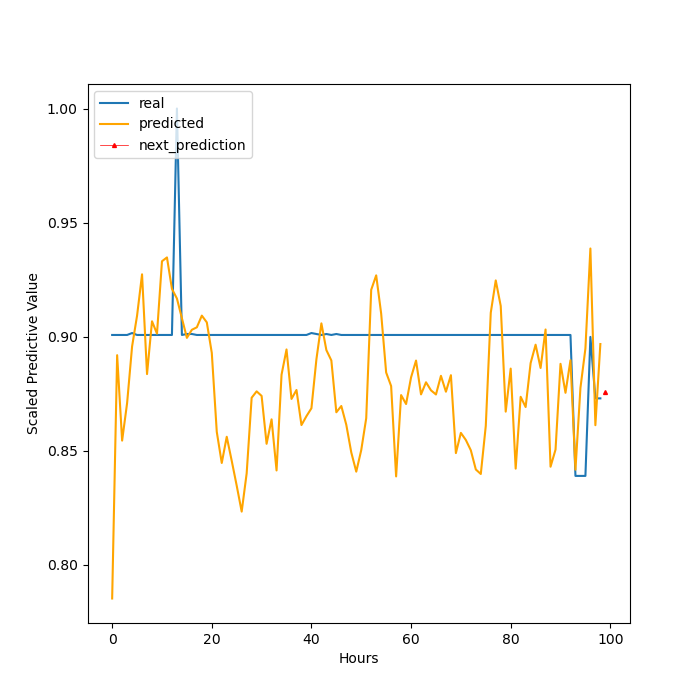 real
predicted
next_prediction
1.00
0.95
0.90
0.85
0.80
Scaled Predictive Value
0 20 40 60 80 100
Hours